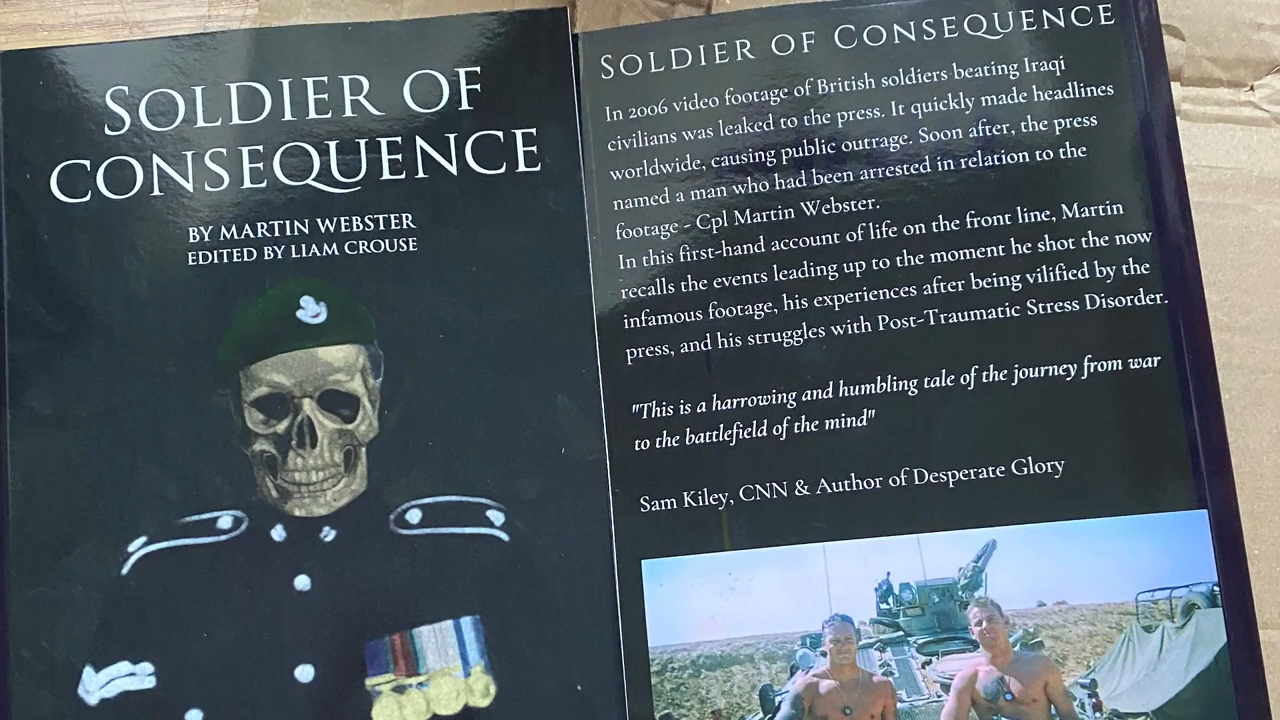 SOLDIER OF
CONSEQUENCE
BY MARTIN WEBSTER
EDITED BY LIAM CROUSE
SOLDIER OF CONSEQUENCE
In 2006 video footage of British soldiers beating Iraqi
civilians was leaked to the press. It quickly made headlines
worldwide, causing public outrage. Soon after, the press
named a man who had been arrested in relation to the
footage - Cpl Martin Webster.
In this first-hand account of life on the front line, Martin
recalls the events leading up to the moment he shot the now
infamous footage, his experiences after being vilified by the
press, and his struggles with Post-Traumatic Stress Disorder.
"This is a harrowing and humbling tale of the journey from war
to the battlefield of the mind"
Sam Kiley, CNN & Author of Desperate Glory